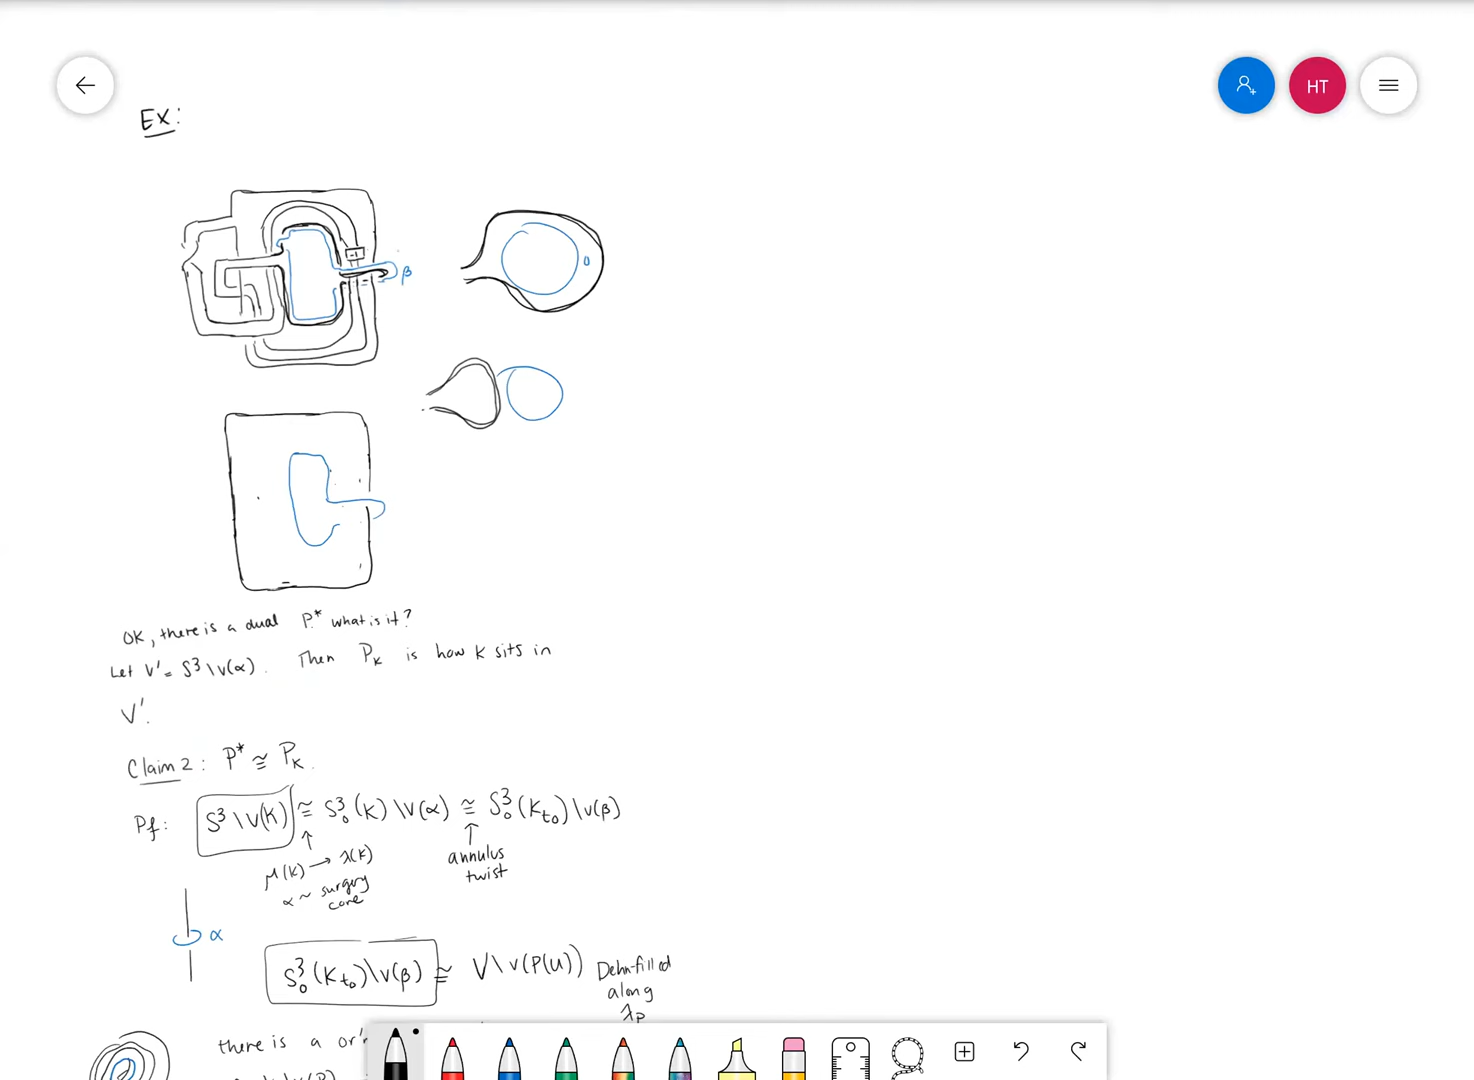 EX:
HT
-1
β
0
OK, there is a dual P* what is it?
Let V' = S³\ν(α). Then P_K is how K sits in
V'.
Claim 2: P* ≅ P_K.
Pf: S³\ν(K) ≅ S³₀(K)\ν(α) ≅ S³₀(K_t₀)\ν(β)
↑ ↑
μ(K) → λ(K) annulus
α ~ surgery twist
core
α
S³₀(K_t₀)\ν(β) ≅ V\ν(P(U)) Dehn-filled
along
λ_P
there is a or'